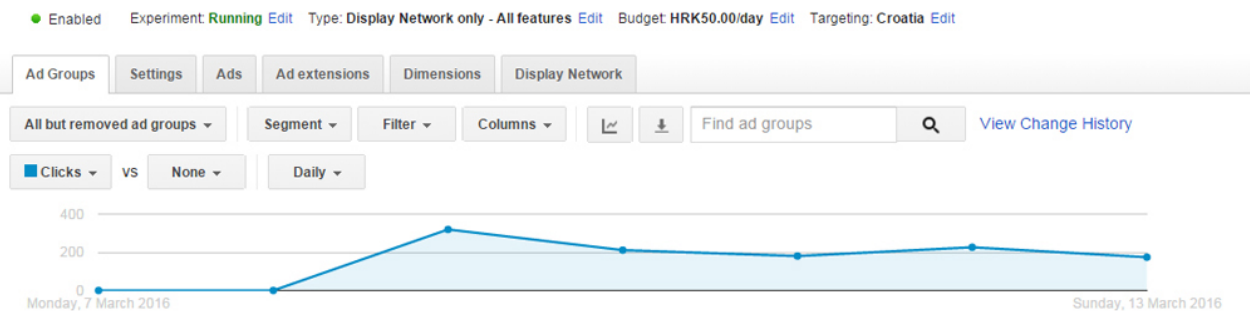 Enabled Experiment: Running Edit Type: Display Network only - All features Edit Budget: HRK50.00/day Edit Targeting: Croatia Edit
Ad Groups Settings Ads Ad extensions Dimensions Display Network
All but removed ad groups Segment Filter Columns Find ad groups View Change History
Clicks VS None Daily
400
200
0
Monday, 7 March 2016 Sunday, 13 March 2016